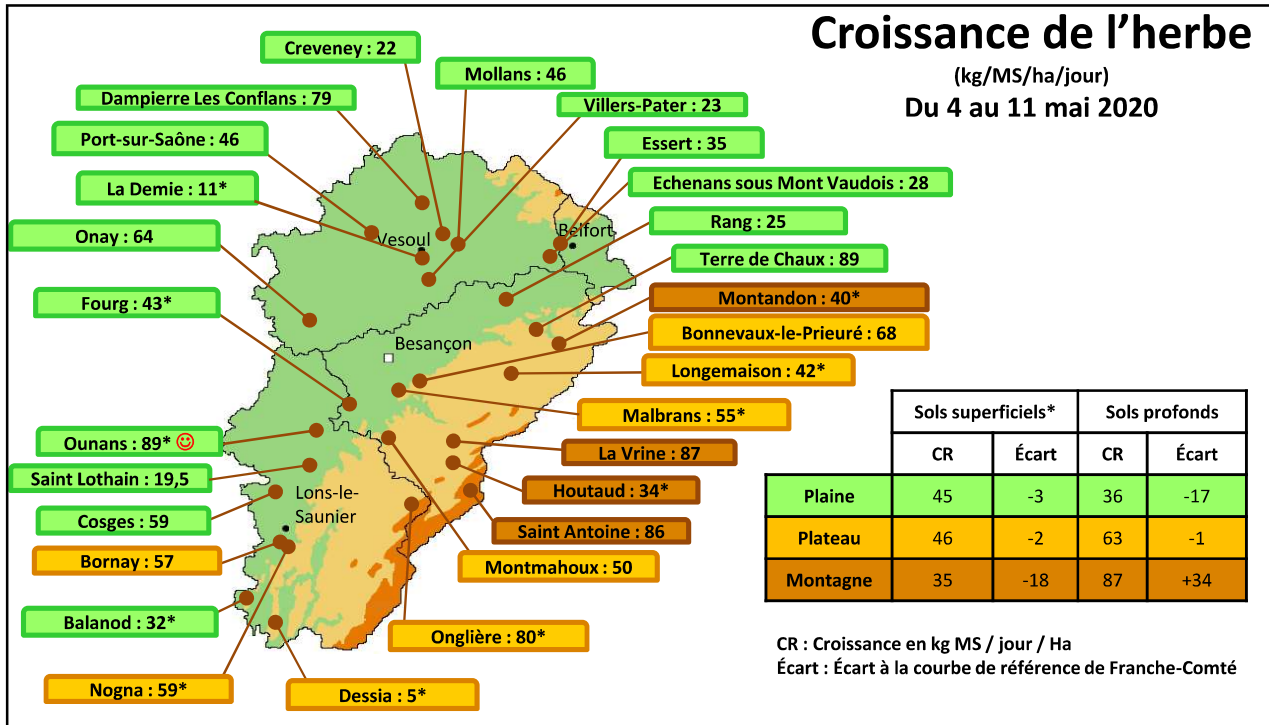 Croissance de l’herbe
(kg/MS/ha/jour)
Du 4 au 11 mai 2020
Creveney : 22
Mollans : 46
Dampierre Les Conflans : 79
Villers-Pater : 23
Port-sur-Saône : 46
Essert : 35
La Demie : 11*
Echenans sous Mont Vaudois : 28
Rang : 25
Onay : 64
Vesoul
Belfort
Terre de Chaux : 89
Fourg : 43*
Montandon : 40*
Bonnevaux-le-Prieuré : 68
Besançon
Longemaison : 42*
Malbrans : 55*
Ounans : 89*
La Vrine : 87
Saint Lothain : 19,5
Houtaud : 34*
Lons-le-
Saunier
Cosges : 59
Saint Antoine : 86
Bornay : 57
Montmahoux : 50
Balanod : 32*
Onglière : 80*
Nogna : 59*
Dessia : 5*
Sols superficiels* Sols profonds
CR Écart CR Écart
Plaine 45 -3 36 -17
Plateau 46 -2 63 -1
Montagne 35 -18 87 +34
CR : Croissance en kg MS / jour / Ha
Écart : Écart à la courbe de référence de Franche-Comté